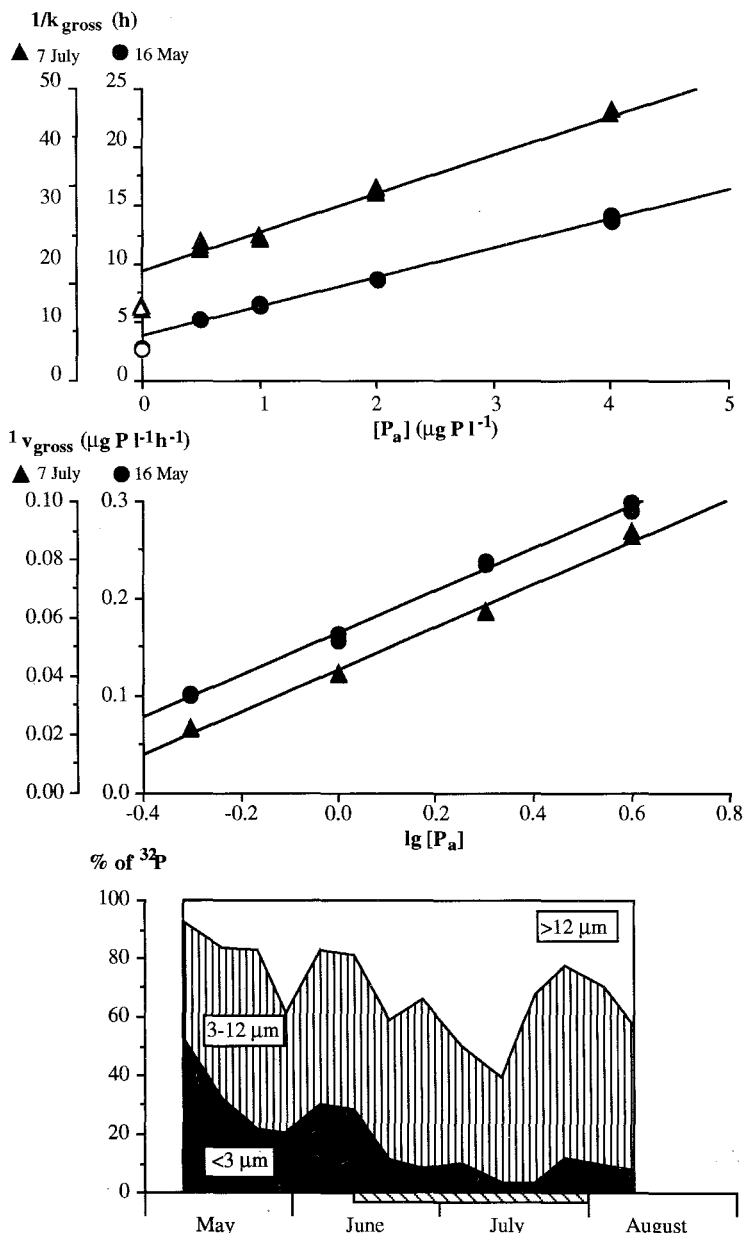 1/k gross (h)
▲ 7 July ● 16 May
50 25
40 20
30 15
20 10
10 5
0 0
0 1 2 3 4 5
[Pa] (μg P l-1)
1 v gross (μg P l-1h-1)
▲ 7 July ● 16 May
0.10 0.3
0.08
0.06 0.2
0.04 0.1
0.02
0.00 0.0
-0.4 -0.2 0.0 0.2 0.4 0.6 0.8
lg [Pa]
% of 32P
100
80
60
40
20
0
>12 μm
3-12 μm
<3 μm
May June July August